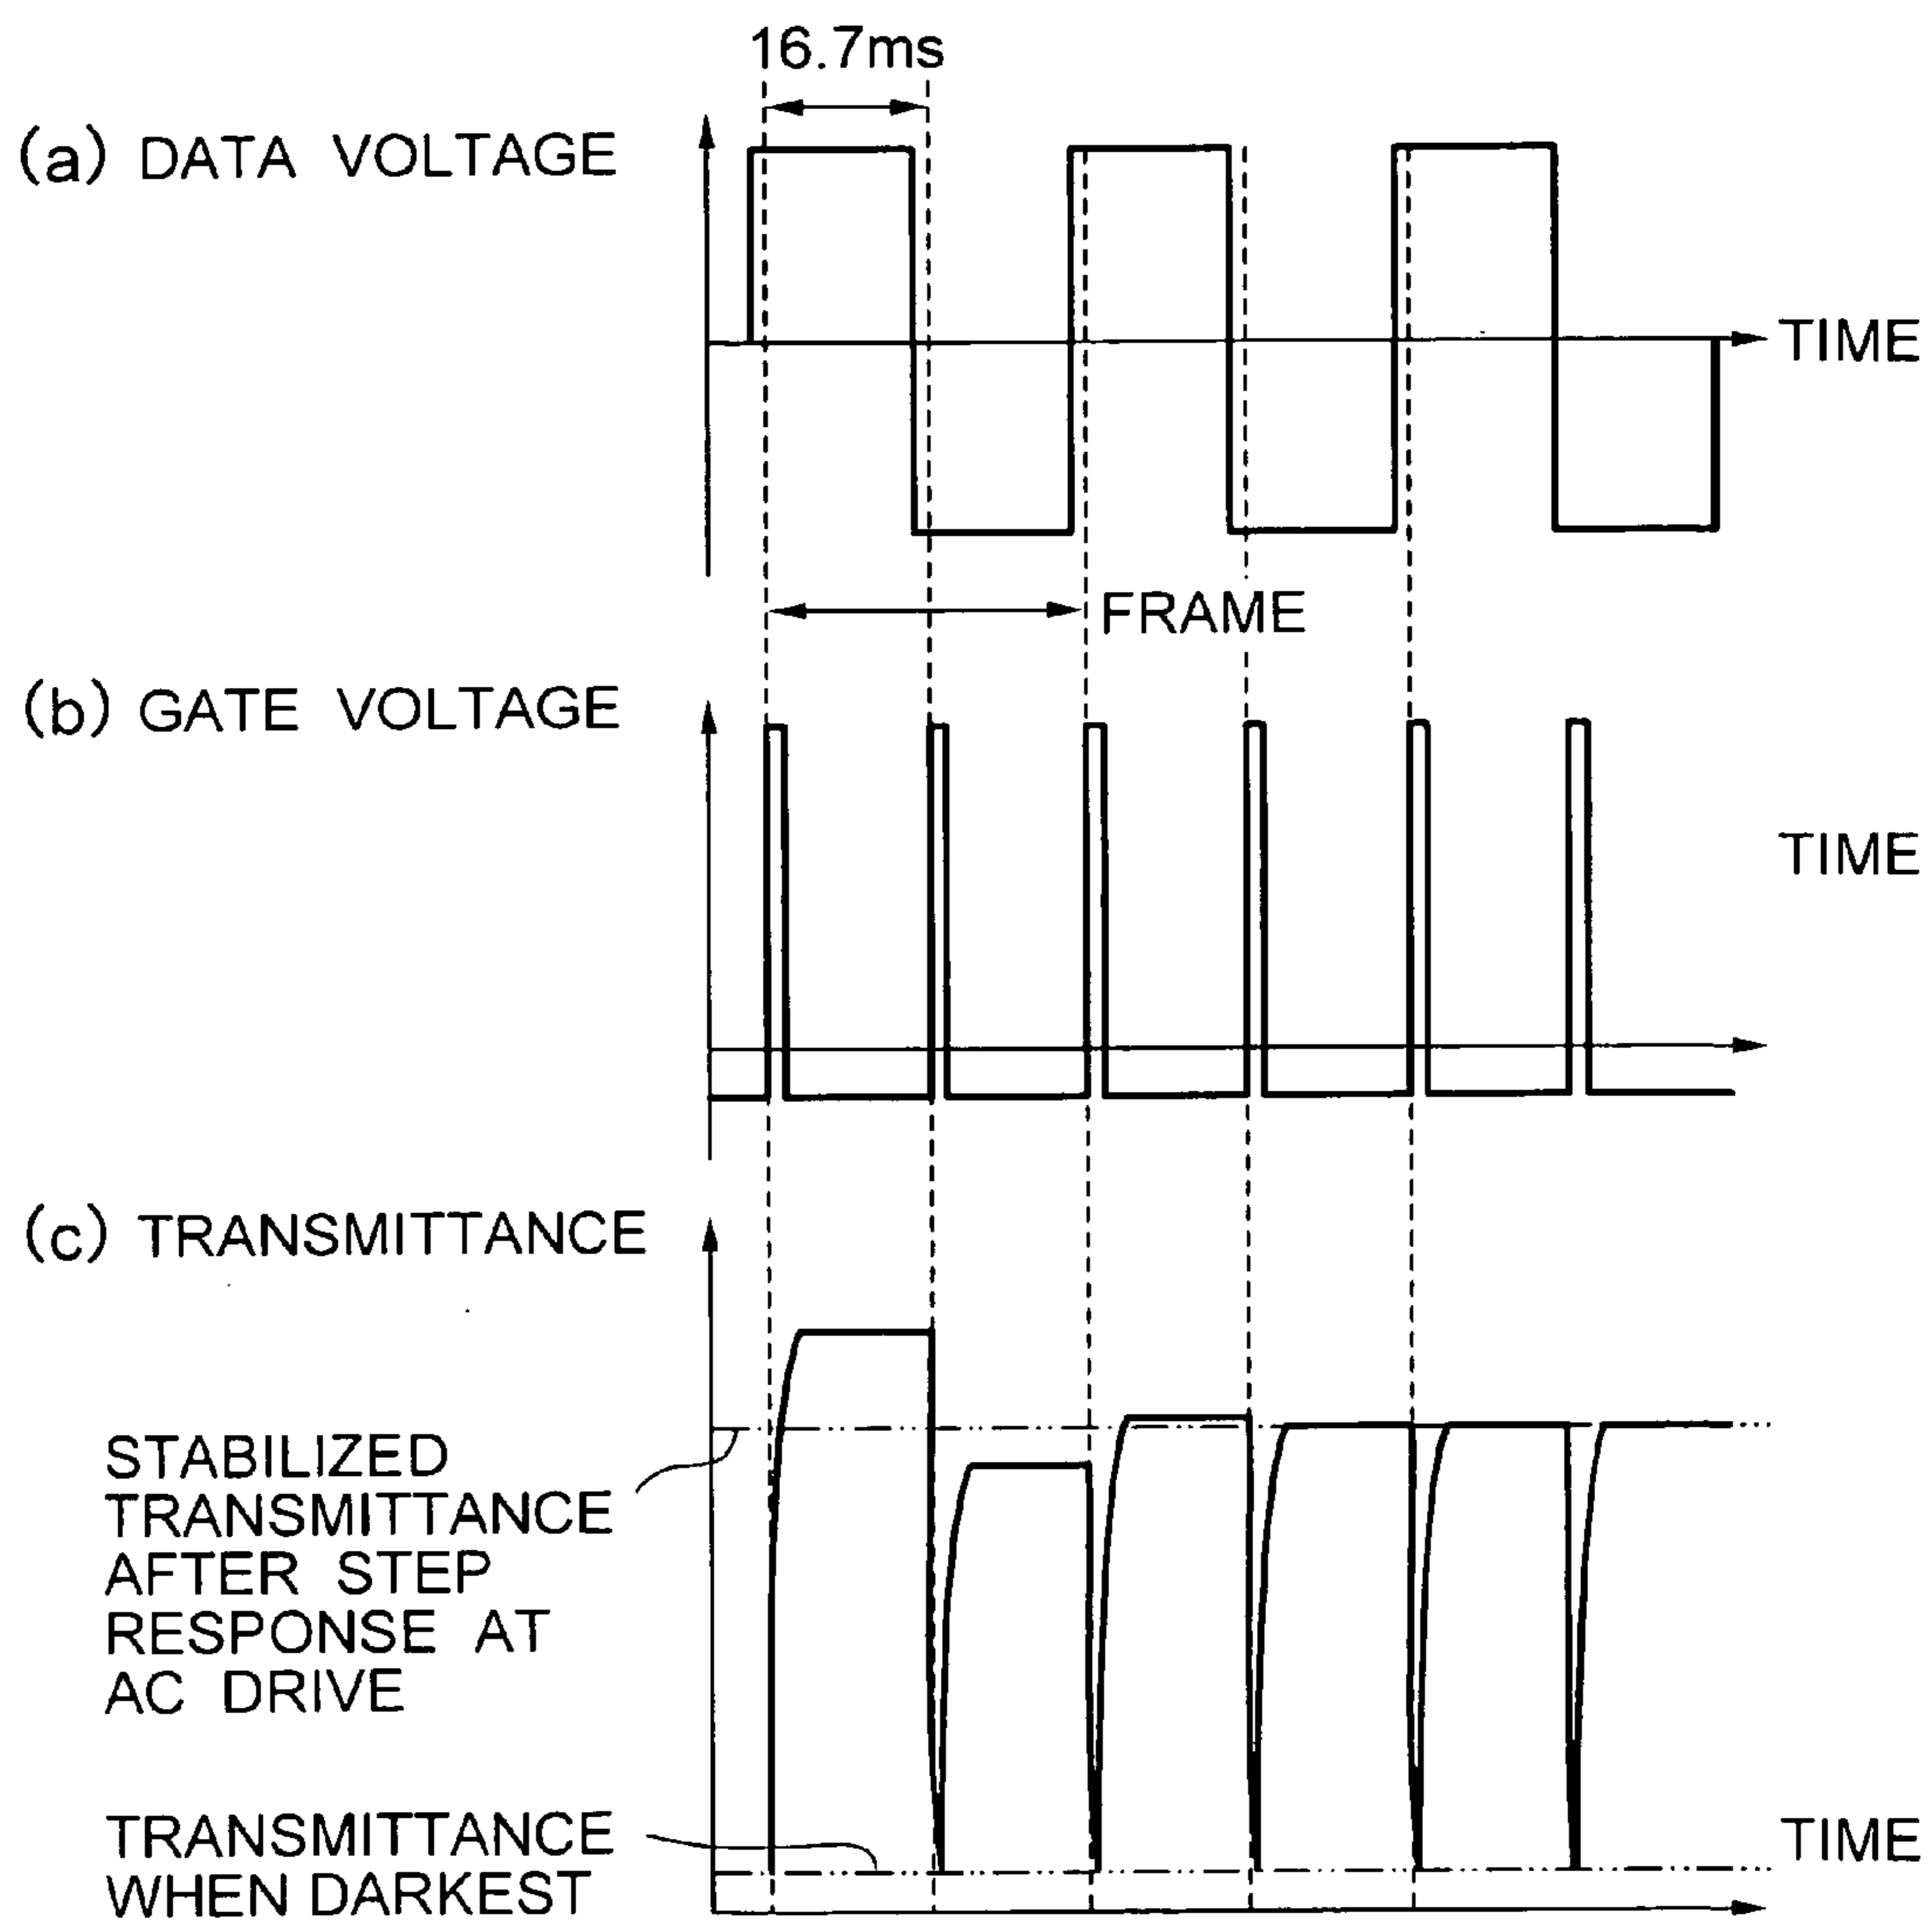 16.7ms
(a) DATA VOLTAGE
TIME
FRAME
(b) GATE VOLTAGE
TIME
(c) TRANSMITTANCE
STABILIZED
TRANSMITTANCE
AFTER STEP
RESPONSE AT
AC DRIVE
TRANSMITTANCE
WHEN DARKEST
TIME